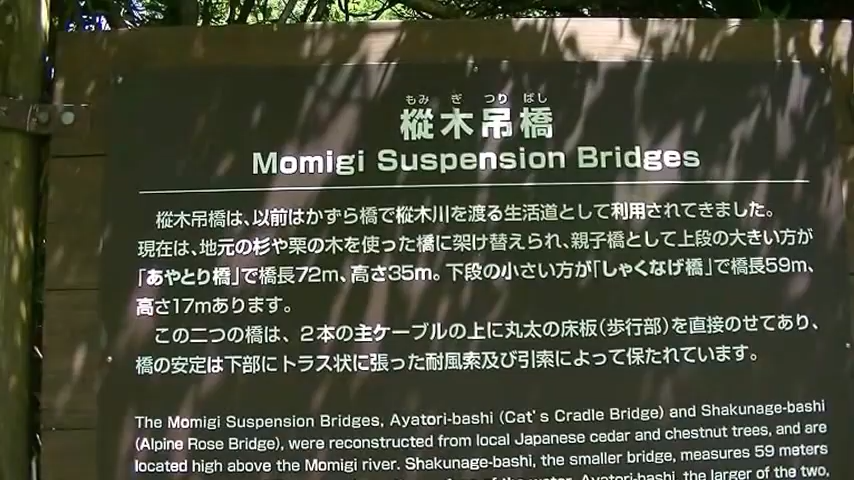 もみ ぎ つり ばし
樅木吊橋
Momigi Suspension Bridges
樅木吊橋は、以前はかずら橋で樅木川を渡る生活道として利用されてきました。
現在は、地元の杉や栗の木を使った橋に架け替えられ、親子橋として上段の大きい方が
「あやとり橋」で橋長72m、高さ35m。下段の小さい方が「しゃくなげ橋」で橋長59m、
高さ17mあります。
この二つの橋は、2本の主ケーブルの上に丸太の床板(歩行部)を直接のせてあり、
橋の安定は下部にトラス状に張った耐風索及び引索によって保たれています。
The Momigi Suspension Bridges, Ayatori-bashi (Cat's Cradle Bridge) and Shakunage-bashi
(Alpine Rose Bridge), were reconstructed from local Japanese cedar and chestnut trees, and are
located high above the Momigi river. Shakunage-bashi, the smaller bridge, measures 59 meters
of the water. Ayatori-bashi, the larger of the two,